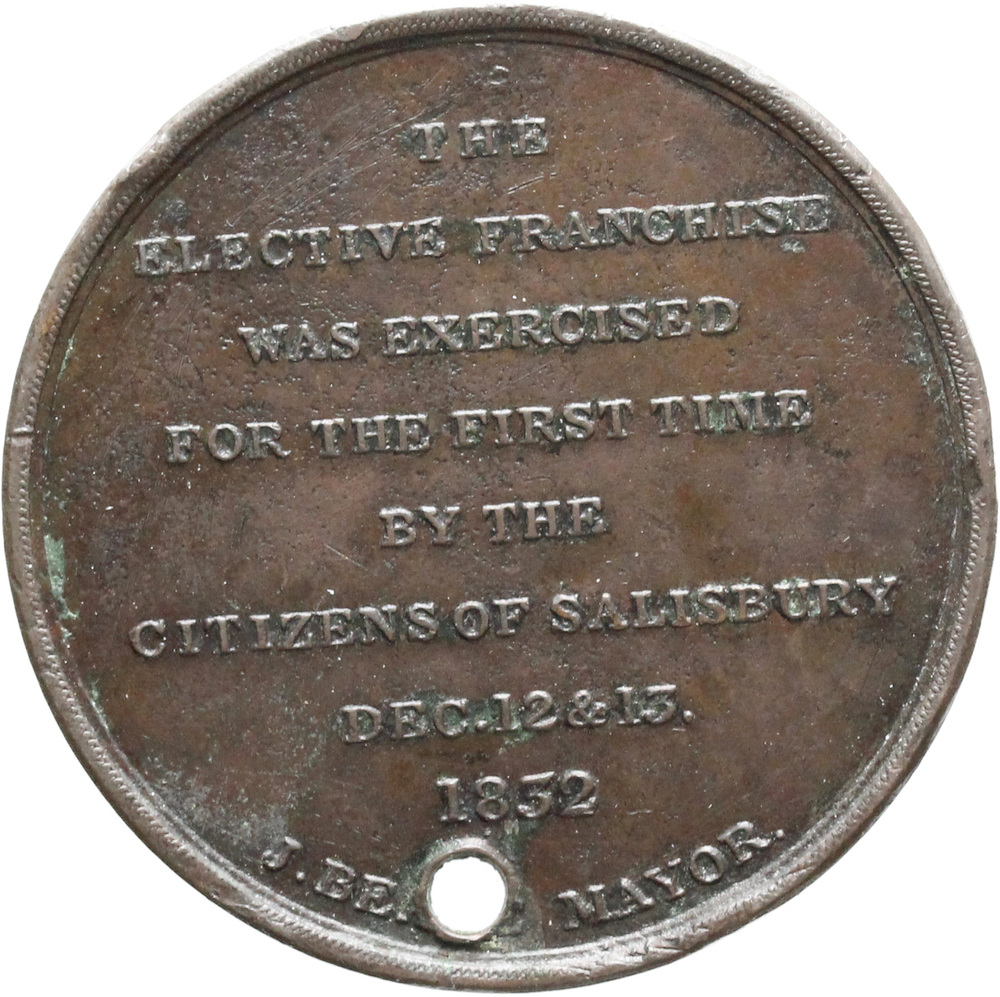 THE
ELECTIVE FRANCHISE
WAS EXERCISED
FOR THE FIRST TIME
BY THE
CITIZENS OF SALISBURY
DEC. 12 & 13.
1832
J. MAYOR.